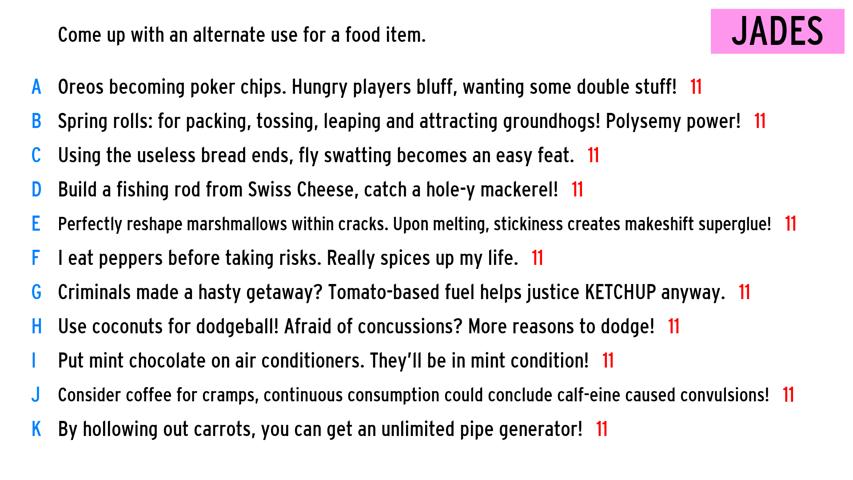 Come up with an alternate use for a food item.
JADES
A Oreos becoming poker chips. Hungry players bluff, wanting some double stuff! 11
B Spring rolls: for packing, tossing, leaping and attracting groundhogs! Polysemy power! 11
C Using the useless bread ends, fly swatting becomes an easy feat. 11
D Build a fishing rod from Swiss Cheese, catch a hole-y mackerel! 11
E Perfectly reshape marshmallows within cracks. Upon melting, stickiness creates makeshift superglue! 11
F I eat peppers before taking risks. Really spices up my life. 11
G Criminals made a hasty getaway? Tomato-based fuel helps justice KETCHUP anyway. 11
H Use coconuts for dodgeball! Afraid of concussions? More reasons to dodge! 11
I Put mint chocolate on air conditioners. They'll be in mint condition! 11
J Consider coffee for cramps, continuous consumption could conclude calf-eine caused convulsions! 11
K By hollowing out carrots, you can get an unlimited pipe generator! 11